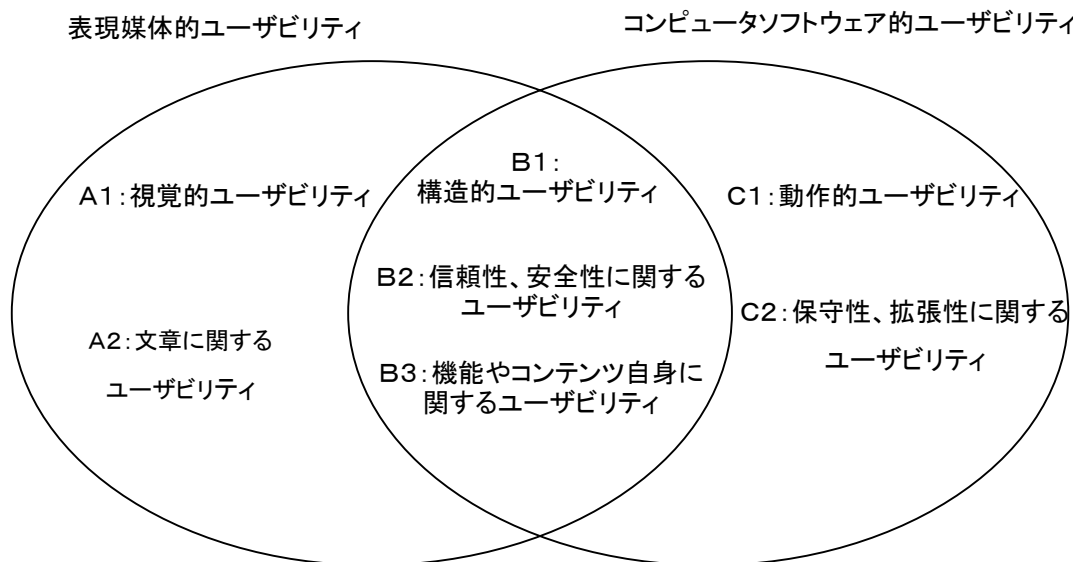 表現媒体的ユーザビリティ
コンピュータソフトウェア的ユーザビリティ
A1:視覚的ユーザビリティ
A2:文章に関する
ユーザビリティ
B1:
構造的ユーザビリティ
B2:信頼性、安全性に関する
ユーザビリティ
B3:機能やコンテンツ自身に
関するユーザビリティ
C1:動作的ユーザビリティ
C2:保守性、拡張性に関する
ユーザビリティ